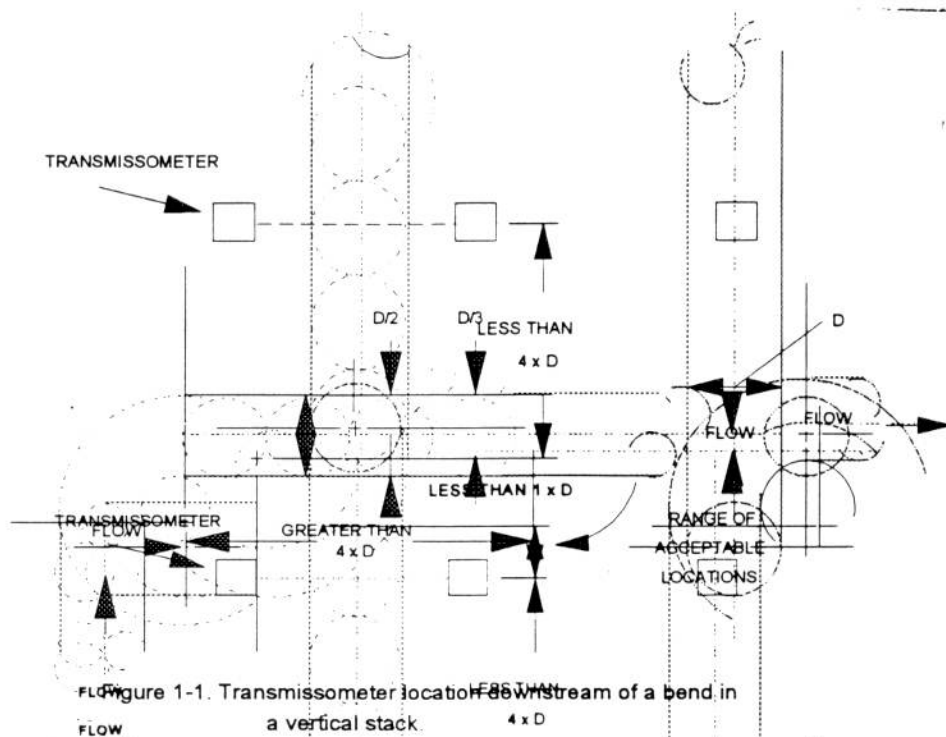 TRANSMISSOMETER
D/2
D/3
LESS THAN
4 x D
D
FLOW
FLOW
LESS THAN 1 x D
TRANSMISSOMETER
FLOW
GREATER THAN
4 x D
RANGE OF
ACCEPTABLE
LOCATIONS
FLOW
Figure 1-1. Transmissometer location downstream of a bend in
a vertical stack.
LESS THAN
4 x D
FLOW